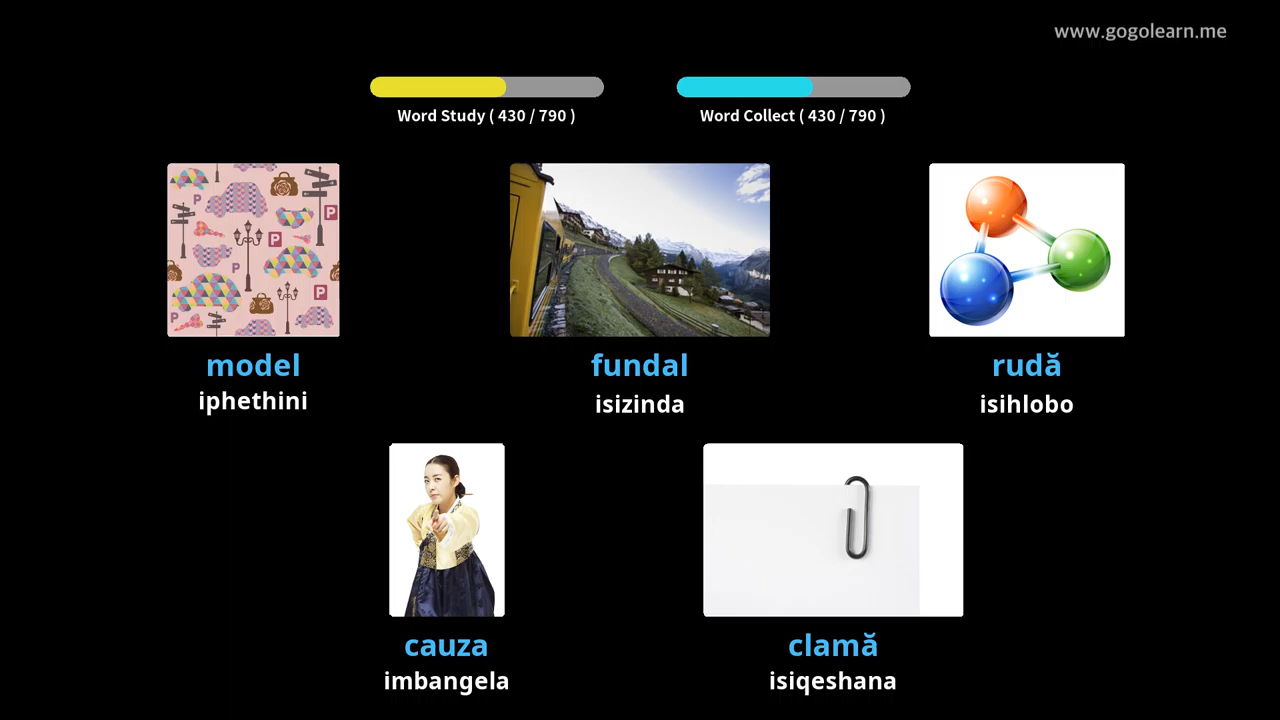 www.gogolearn.me
Word Study ( 430 / 790 )
Word Collect ( 430 / 790 )
P
P
P
P
P
P
model
iphethini
fundal
isizinda
rudă
isihlobo
cauza
imbangela
clamă
isiqeshana